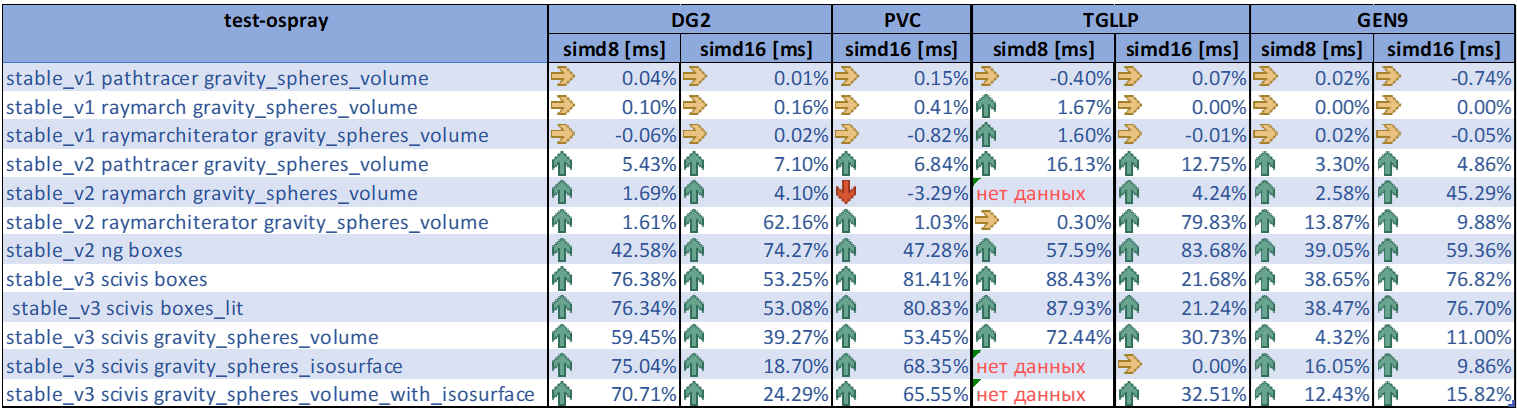 test-ospray DG2 PVC TGLLP GEN9
simd8 [ms] simd16 [ms] simd16 [ms] simd8 [ms] simd16 [ms] simd8 [ms] simd16 [ms]
stable_v1 pathtracer gravity_spheres_volume 0.04% 0.01% 0.15% -0.40% 0.07% 0.02% -0.74%
stable_v1 raymarch gravity_spheres_volume 0.10% 0.16% 0.41% 1.67% 0.00% 0.00% 0.00%
stable_v1 raymarchiterator gravity_spheres_volume -0.06% 0.02% -0.82% 1.60% -0.01% 0.02% -0.05%
stable_v2 pathtracer gravity_spheres_volume 5.43% 7.10% 6.84% 16.13% 12.75% 3.30% 4.86%
stable_v2 raymarch gravity_spheres_volume 1.69% 4.10% -3.29% нет данных 4.24% 2.58% 45.29%
stable_v2 raymarchiterator gravity_spheres_volume 1.61% 62.16% 1.03% 0.30% 79.83% 13.87% 9.88%
stable_v2 ng boxes 42.58% 74.27% 47.28% 57.59% 83.68% 39.05% 59.36%
stable_v3 scivis boxes 76.38% 53.25% 81.41% 88.43% 21.68% 38.65% 76.82%
stable_v3 scivis boxes_lit 76.34% 53.08% 80.83% 87.93% 21.24% 38.47% 76.70%
stable_v3 scivis gravity_spheres_volume 59.45% 39.27% 53.45% 72.44% 30.73% 4.32% 11.00%
stable_v3 scivis gravity_spheres_isosurface 75.04% 18.70% 68.35% нет данных 0.00% 16.05% 9.86%
stable_v3 scivis gravity_spheres_volume_with_isosurface 70.71% 24.29% 65.55% нет данных 32.51% 12.43% 15.82%